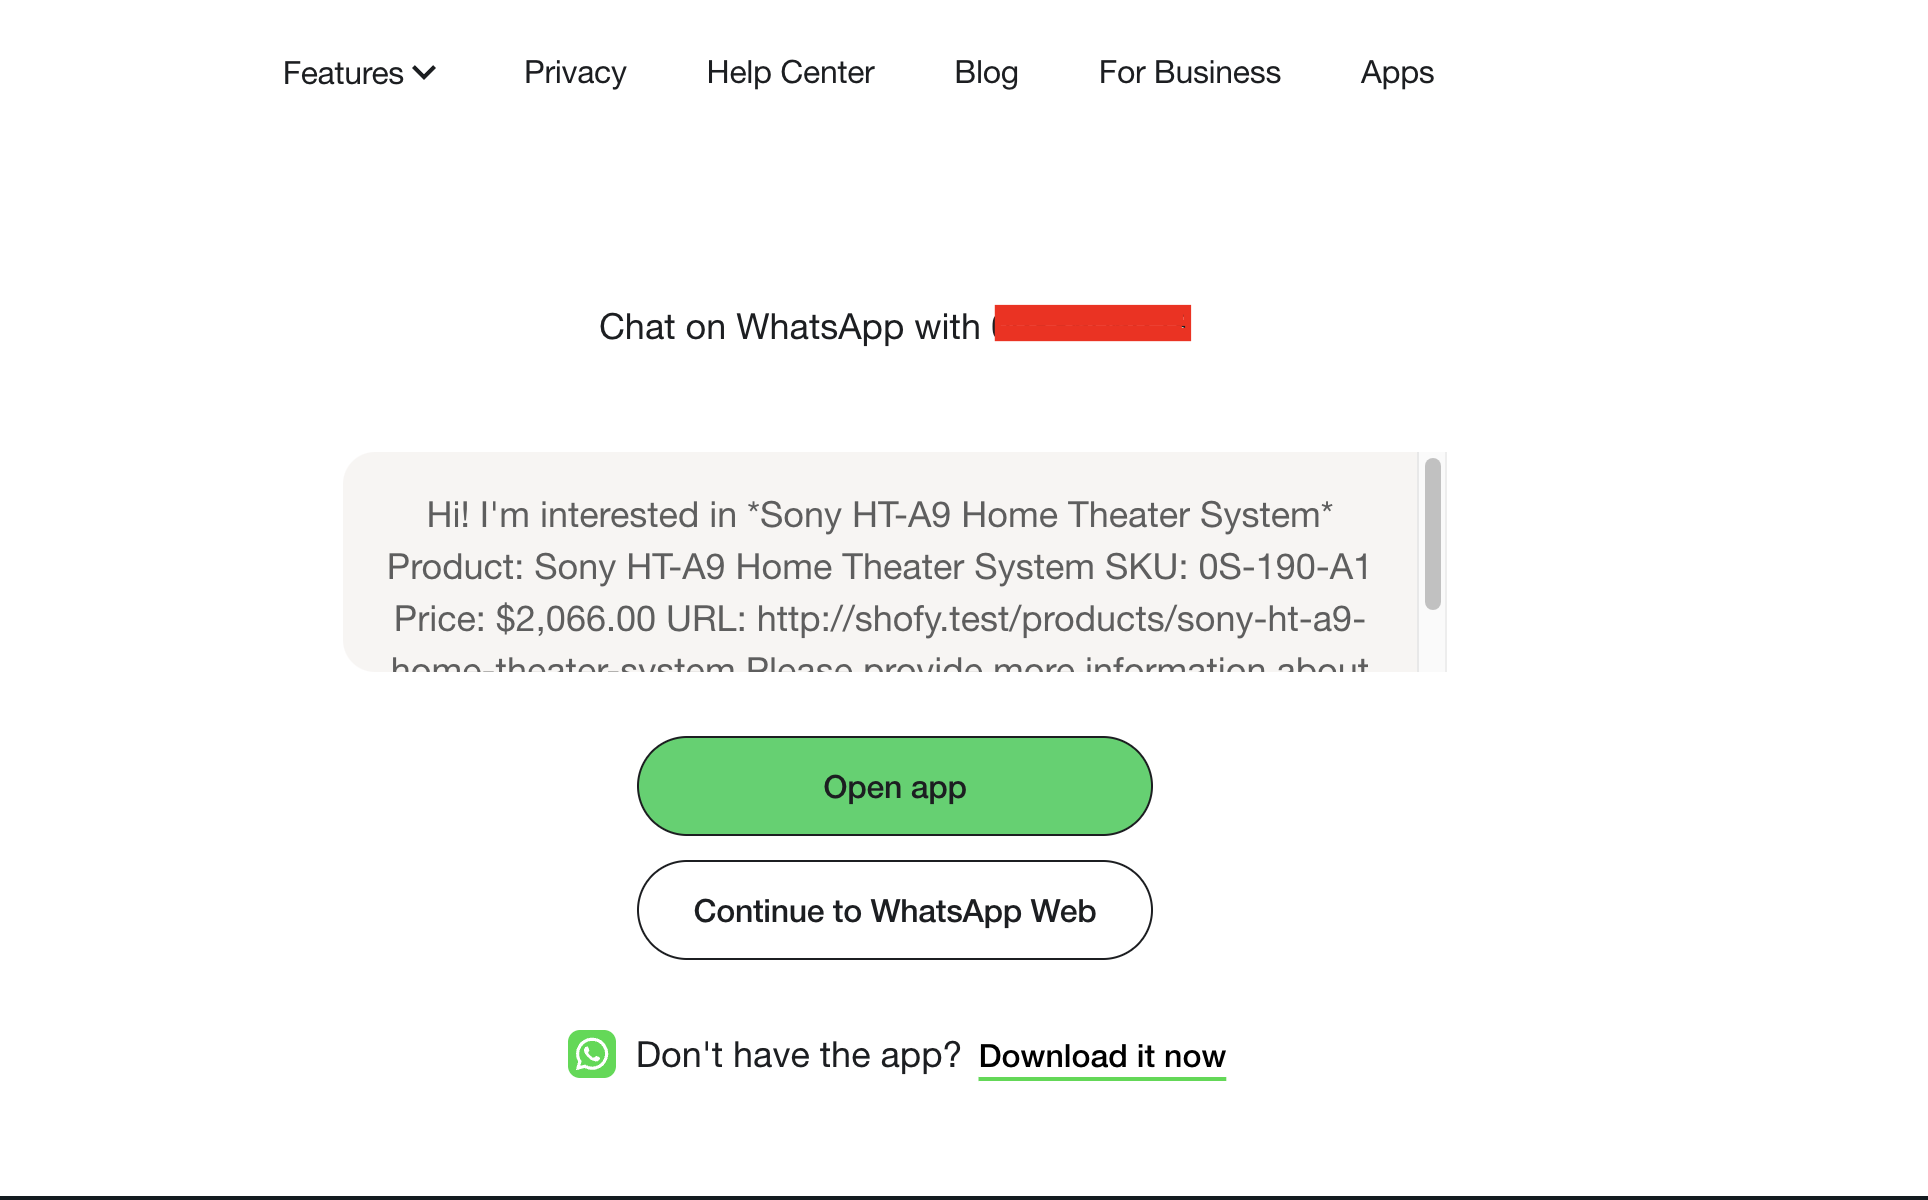 Features Privacy Help Center Blog For Business Apps
Chat on WhatsApp with
Hi! I'm interested in *Sony HT-A9 Home Theater System*
Product: Sony HT-A9 Home Theater System SKU: 0S-190-A1
Price: $2,066.00 URL: http://shofy.test/products/sony-ht-a9-
home-theater-system Please provide more information about
Open app
Continue to WhatsApp Web
Don't have the app? Download it now